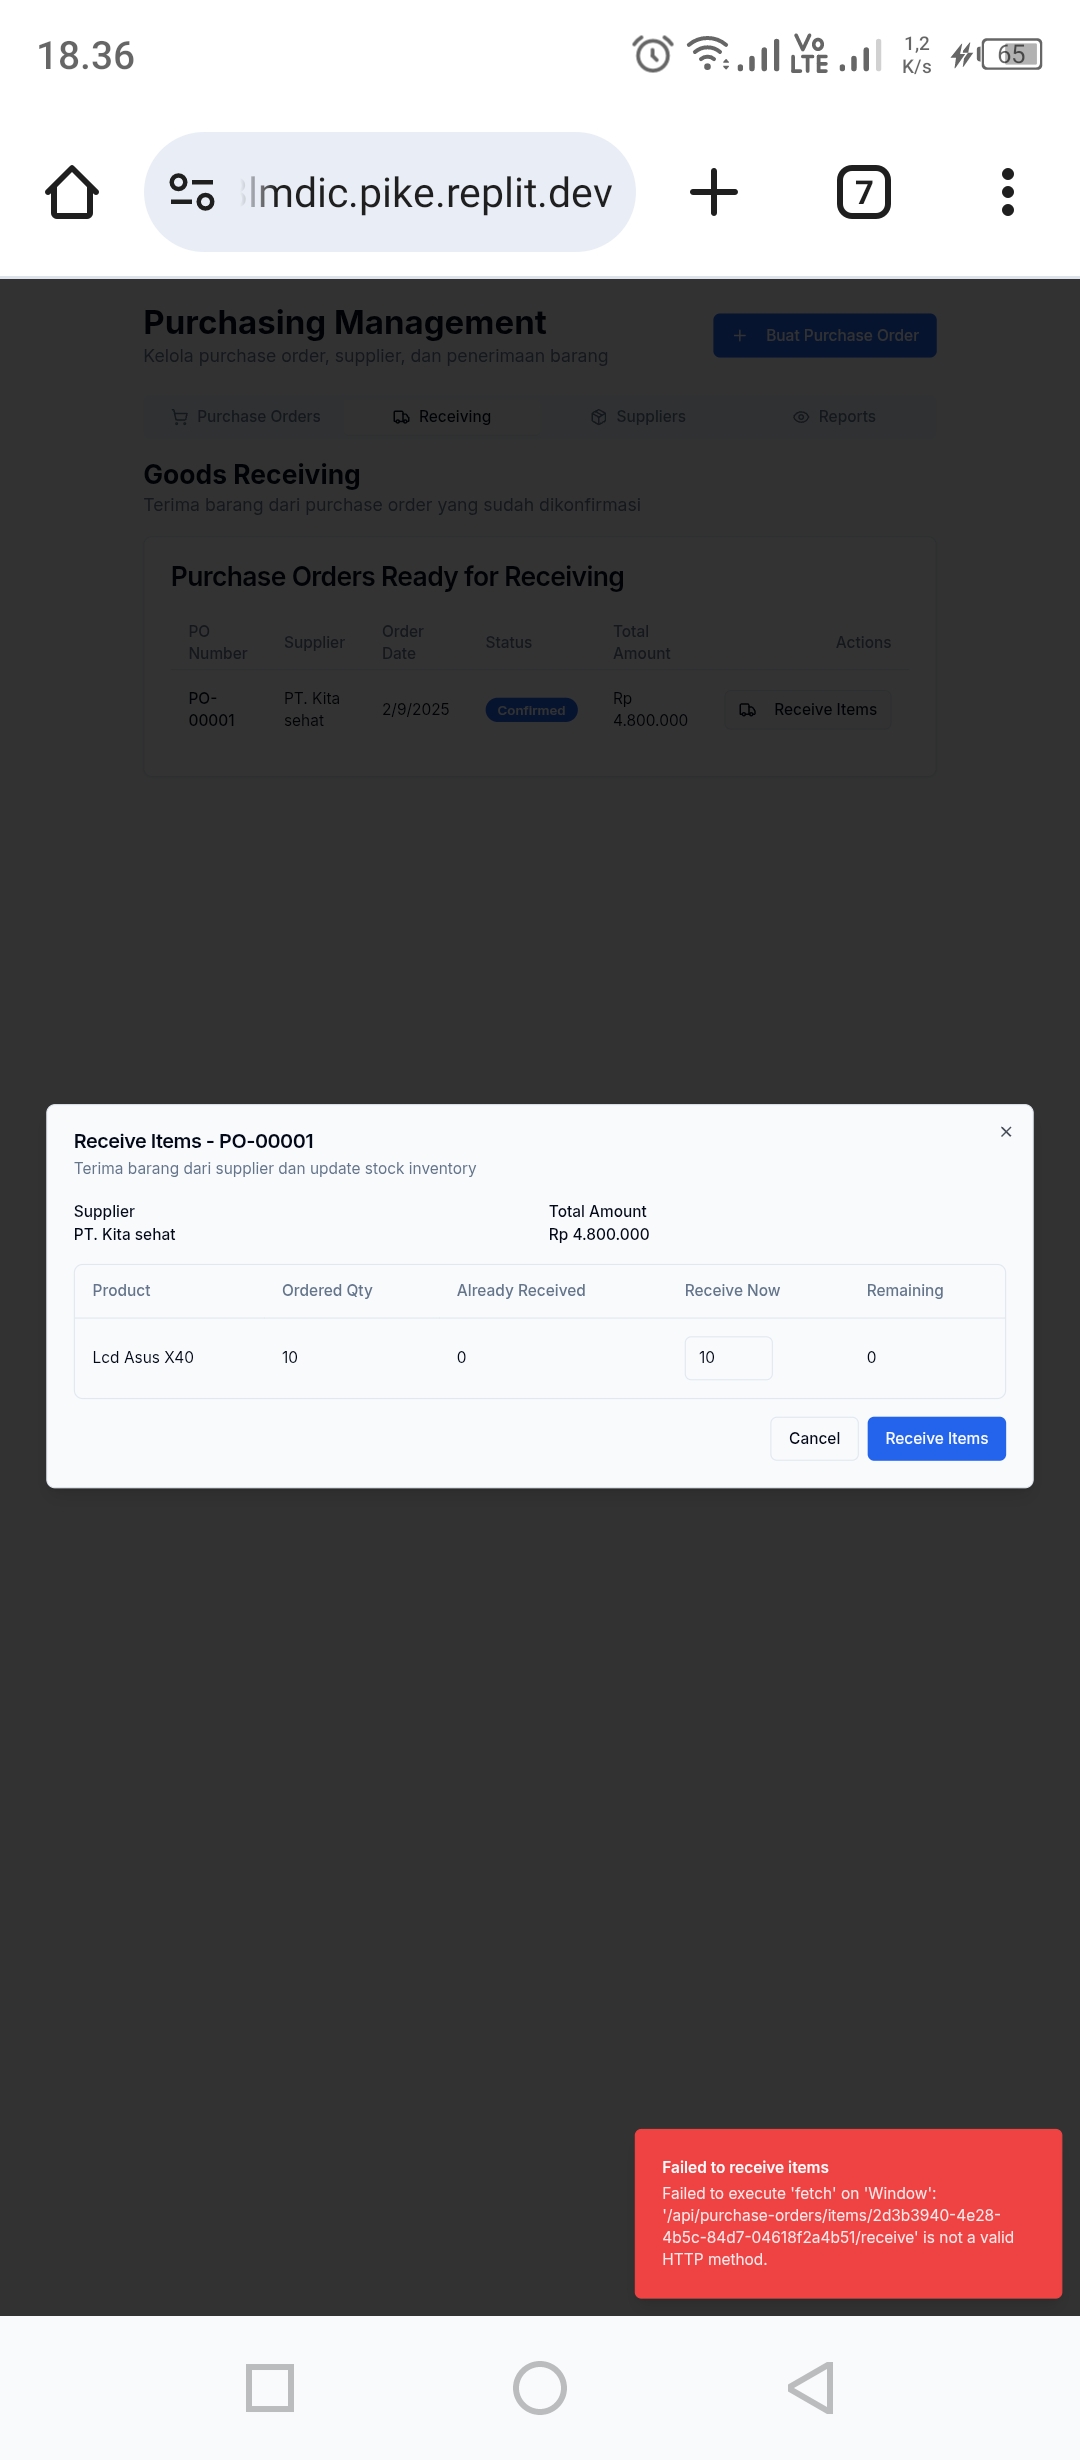 18.36
Vo
LTE
1,2
K/s
65
lmdic.pike.replit.dev
7
Purchasing Management
Kelola purchase order, supplier, dan penerimaan barang
Buat Purchase Order
Purchase Orders
Receiving
Suppliers
Reports
Goods Receiving
Terima barang dari purchase order yang sudah dikonfirmasi
Purchase Orders Ready for Receiving
PO
Number
Supplier
Order
Date
Status
Total
Amount
Actions
PO-
00001
PT. Kita
sehat
2/9/2025
Confirmed
Rp
4.800.000
Receive Items
Receive Items - PO-00001
Terima barang dari supplier dan update stock inventory
Supplier
PT. Kita sehat
Total Amount
Rp 4.800.000
Product
Ordered Qty
Already Received
Receive Now
Remaining
Lcd Asus X40
10
0
10
0
Cancel
Receive Items
Failed to receive items
Failed to execute 'fetch' on 'Window':
'/api/purchase-orders/items/2d3b3940-4e28-
4b5c-84d7-04618f2a4b51/receive' is not a valid
HTTP method.